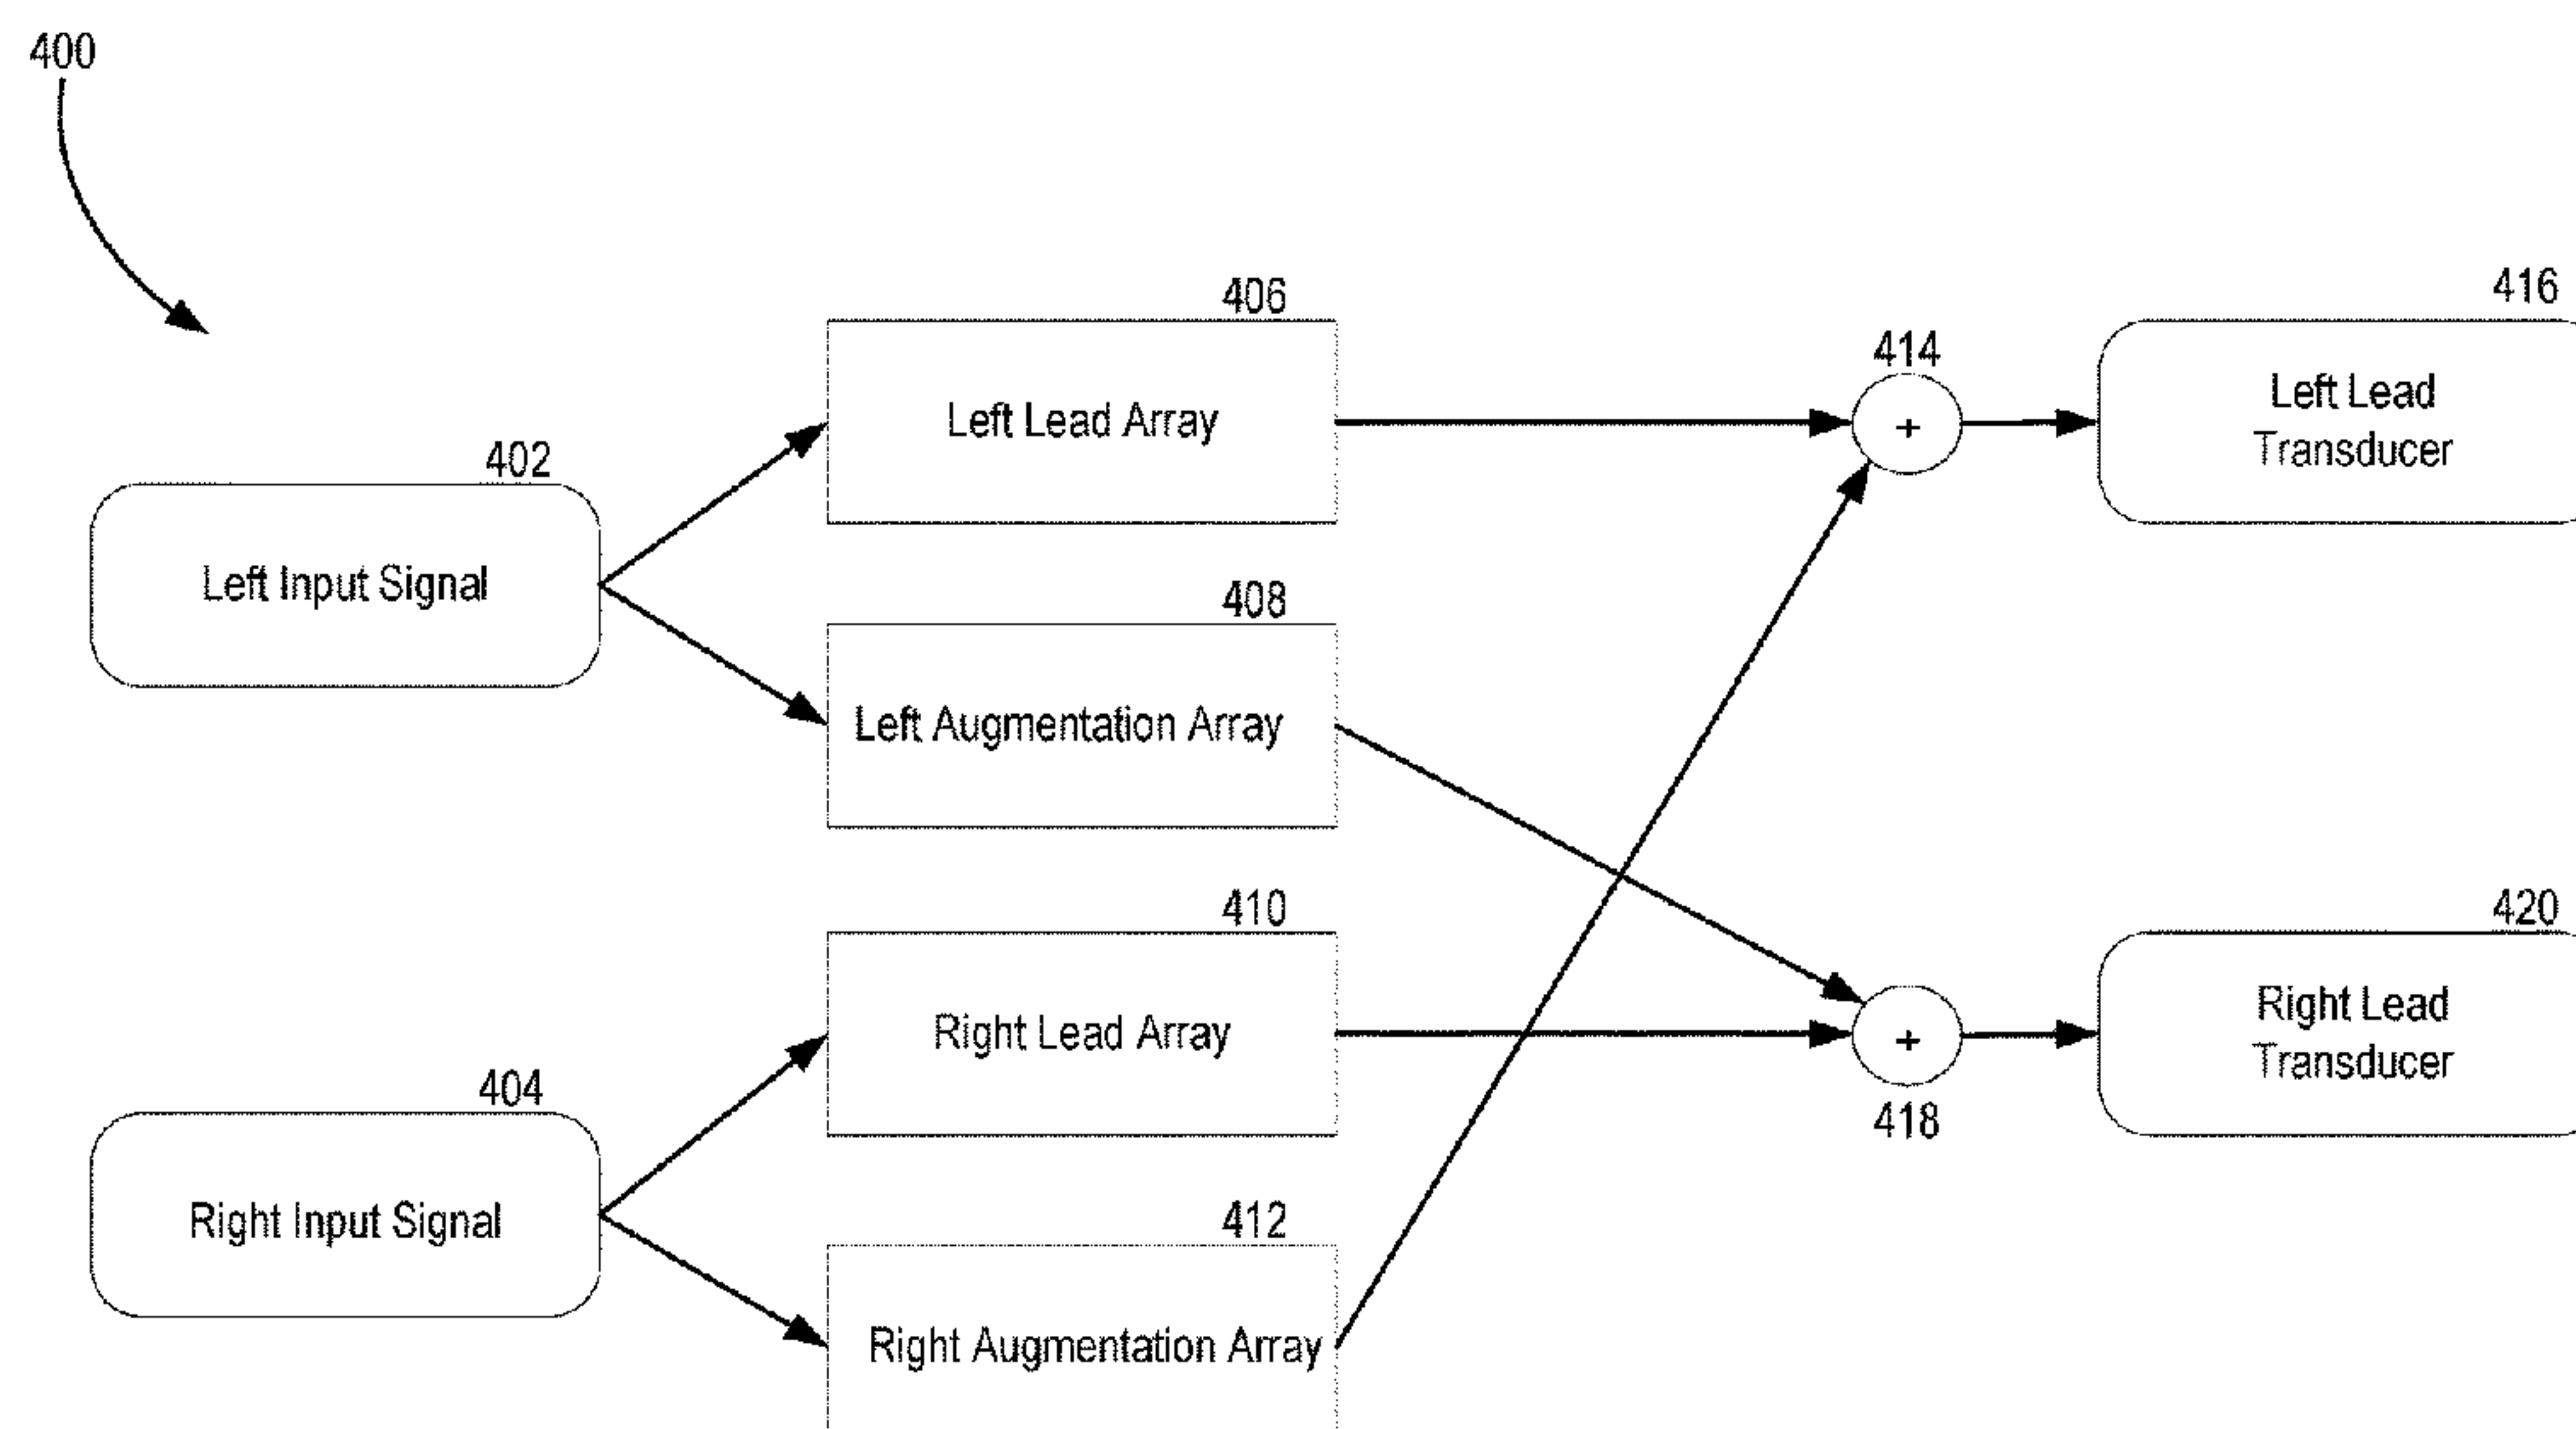 400
406
Left Lead Array
414
+
416
Left Lead
Transducer
402
Left Input Signal
408
Left Augmentation Array
410
Right Lead Array
+
418
420
Right Lead
Transducer
404
Right Input Signal
412
Right Augmentation Array